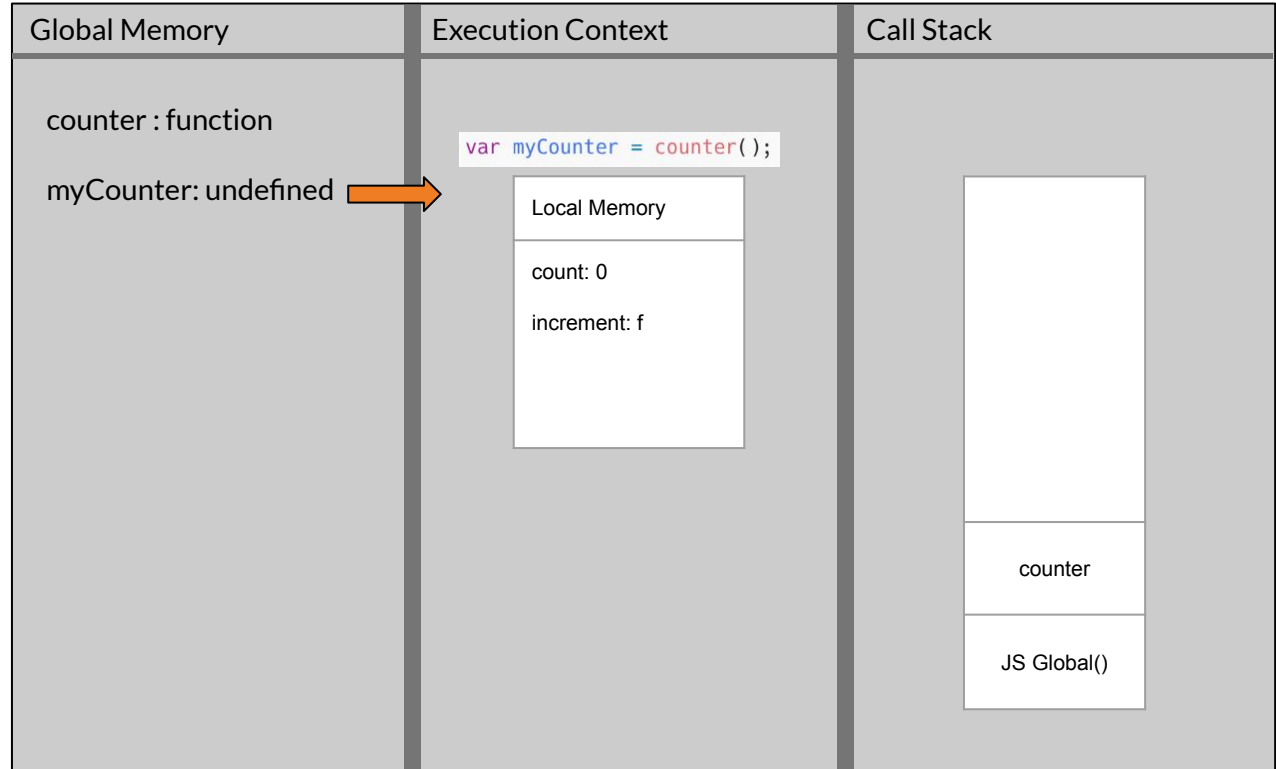 Global Memory
Execution Context
Call Stack
counter : function
myCounter: undefined
var myCounter = counter();
Local Memory
count: 0
increment: f
counter
JS Global()